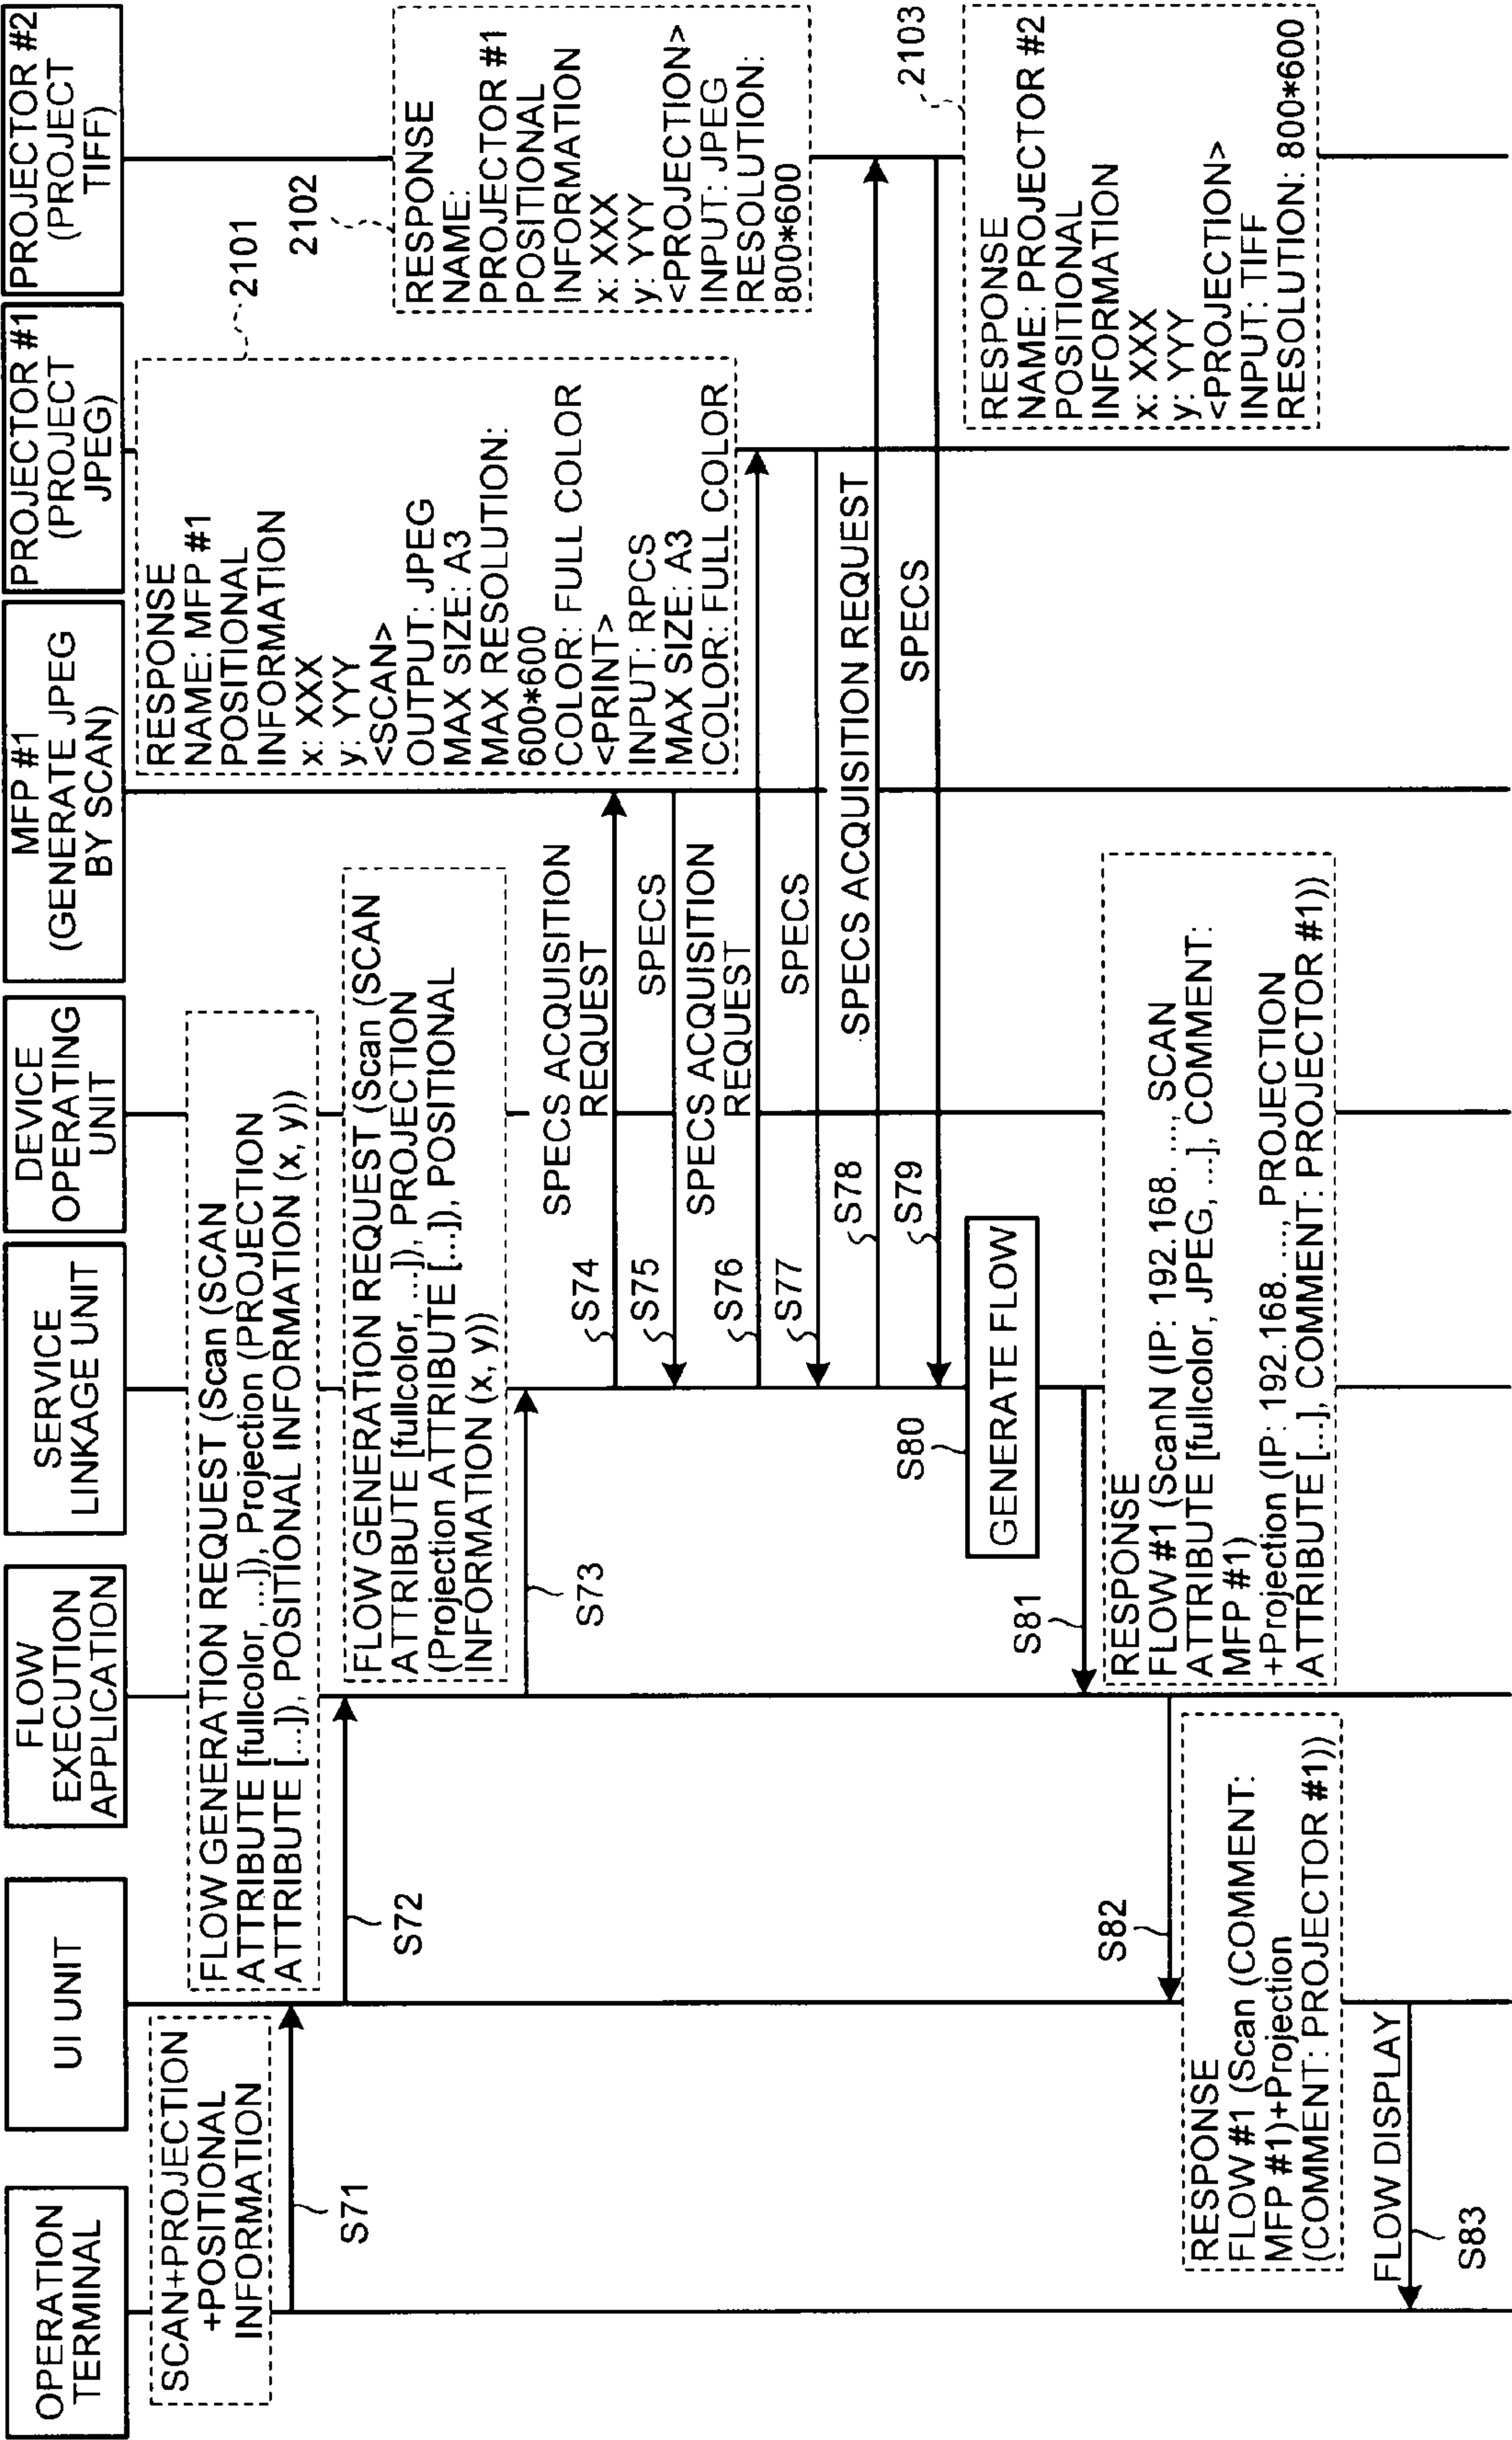 OPERATION
TERMINAL
UI UNIT
FLOW
EXECUTION
APPLICATION
SERVICE
LINKAGE UNIT
DEVICE
OPERATING
UNIT
MFP #1
(GENERATE JPEG
BY SCAN)
PROJECTOR #1
(PROJECT
JPEG)
PROJECTOR #2
(PROJECT
TIFF)
SCAN+PROJECTION
+POSITIONAL
INFORMATION
S71
FLOW GENERATION REQUEST (Scan (SCAN
ATTRIBUTE [fullcolor, ...]), Projection (PROJECTION
ATTRIBUTE [...]), POSITIONAL INFORMATION (x, y))
S72
FLOW GENERATION REQUEST (Scan (SCAN
ATTRIBUTE [fullcolor, ...]), PROJECTION
(Projection ATTRIBUTE [...]), POSITIONAL
INFORMATION (x, y))
S73
2101
RESPONSE
NAME: MFP #1
POSITIONAL
INFORMATION
x: XXX
y: YYY
<SCAN>
OUTPUT: JPEG
MAX SIZE: A3
MAX RESOLUTION:
600*600
COLOR: FULL COLOR
<PRINT>
INPUT: RPCS
MAX SIZE: A3
COLOR: FULL COLOR
2102
RESPONSE
NAME:
PROJECTOR #1
POSITIONAL
INFORMATION
x: XXX
y: YYY
<PROJECTION>
INPUT: JPEG
RESOLUTION:
800*600
SPECS ACQUISITION
REQUEST
S74
SPECS
S75
SPECS ACQUISITION
REQUEST
S76
SPECS
S77
SPECS ACQUISITION REQUEST
S78
SPECS
S79
2103
RESPONSE
NAME: PROJECTOR #2
POSITIONAL
INFORMATION
x: XXX
y: YYY
<PROJECTION>
INPUT: TIFF
RESOLUTION: 800*600
S80
GENERATE FLOW
S81
RESPONSE
FLOW #1 (ScanN (IP: 192.168. ..., SCAN
ATTRIBUTE [fullcolor, JPEG, ...], COMMENT:
MFP #1)
+Projection (IP: 192.168. ..., PROJECTION
ATTRIBUTE [...], COMMENT: PROJECTOR #1))
S82
RESPONSE
FLOW #1 (Scan (COMMENT:
MFP #1)+Projection
(COMMENT: PROJECTOR #1))
FLOW DISPLAY
S83